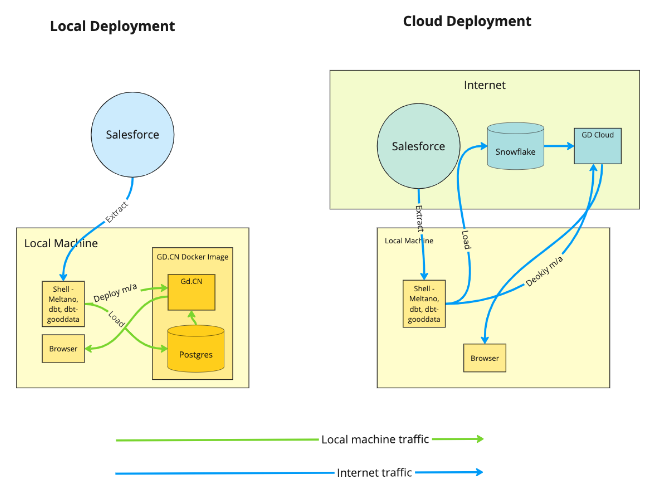 Local Deployment
Cloud Deployment
Salesforce
Extract
Local Machine
Shell -
Meltano,
dbt, dbt-
gooddata
Browser
Deploy m/a
Load
GD.CN Docker Image
Gd.CN
Postgres
Internet
Salesforce
Snowflake
GD Cloud
Extract
Load
Local Machine
Shell -
Meltano,
dbt, dbt-
gooddata
Deokiy m/a
Browser
Local machine traffic
Internet traffic